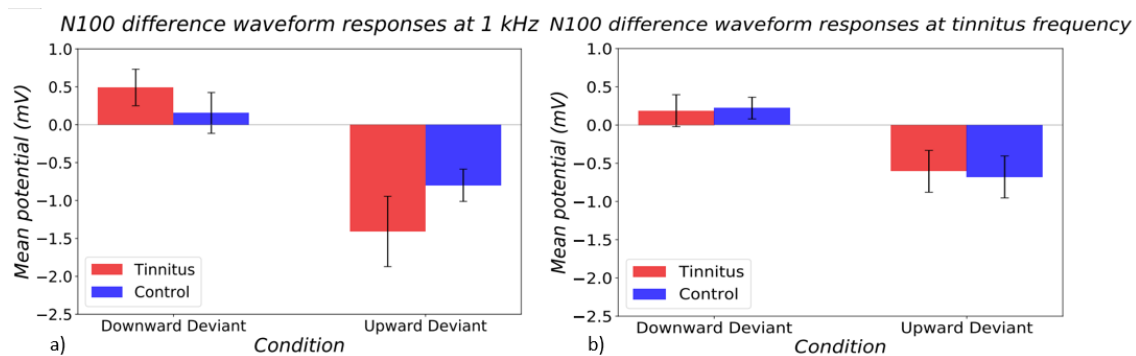 N100 difference waveform responses at 1 kHz
1.0
0.5
0.0
−0.5
−1.0
−1.5
−2.0
−2.5
Mean potential (mV)
Tinnitus
Control
Downward Deviant
Upward Deviant
Condition
a)
N100 difference waveform responses at tinnitus frequency
1.0
0.5
0.0
−0.5
−1.0
−1.5
−2.0
−2.5
Mean potential (mV)
Tinnitus
Control
Downward Deviant
Upward Deviant
Condition
b)